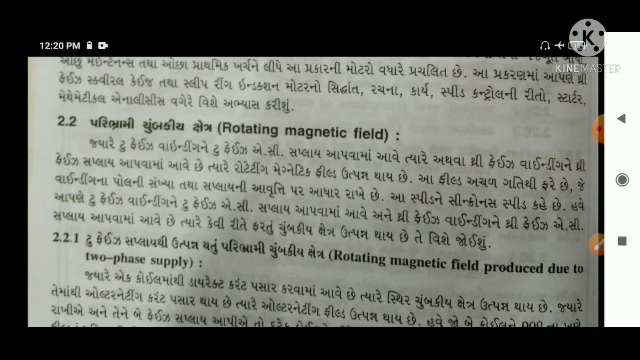 12:20 PM
KINEMASTER
ઓછું મેઇન્ટેનન્સ તથા ઓછા પ્રાથમિક ખર્ચને લીધે આ પ્રકારની મોટરો વધારે પ્રચલિત છે. આ પ્રકરણમાં આપણે થ્રી
ફેઈઝ સ્કવીરલ કેઈજ તથા સ્લીપ રીંગ ઇન્ડક્શન મોટરનો સિદ્ધાંત, રચના, કાર્ય, સ્પીડ કન્ટ્રોલની રીતો, સ્ટાર્ટર,
મેથેમેટીકલ એનાલીસીસ વગેરે વિશે અભ્યાસ કરીશું.
2.2 પરિભ્રામી ચુંબકીય ક્ષેત્ર (Rotating magnetic field) :
જ્યારે ટુ ફેઈઝ વાઇન્ડીંગને ટુ ફેઈઝ એ.સી. સપ્લાય આપવામાં આવે ત્યારે અથવા થ્રી ફેઈઝ વાઈન્ડીંગને થ્રી
ફેઈઝ સપ્લાય આપવામાં આવે છે ત્યારે રોટેટીંગ મેગ્નેટિક ફીલ્ડ ઉત્પન્ન થાય છે. આ ફીલ્ડ અચળ ગતિથી ફરે છે, જે
વાઈન્ડીંગના પોલની સંખ્યા તથા સપ્લાયની આવૃત્તિ પર આધાર રાખે છે. આ સ્પીડને સીન્ક્રોનસ સ્પીડ કહે છે. હવે
આપણે ટુ ફેઈઝ વાઈન્ડીંગને ટુ ફેઈઝ એ.સી. સપ્લાય આપવામાં આવે અને થ્રી ફેઈઝ વાઈન્ડીંગને થ્રી ફેઈઝ એ.સી.
સપ્લાય આપવામાં આવે છે ત્યારે કેવી રીતે ફરતું ચુંબકીય ક્ષેત્ર ઉત્પન્ન થાય છે તે વિશે જોઈશું.
2.2.1 ટુ ફેઈઝ સપ્લાયથી ઉત્પન્ન થતું પરિભ્રામી ચુંબકીય ક્ષેત્ર (Rotating magnetic field produced due to
two-phase supply) :
જ્યારે એક કોઈલમાંથી ડાયરેક્ટ કરંટ પસાર કરવામાં આવે છે ત્યારે સ્થિર ચુંબકીય ક્ષેત્ર ઉત્પન્ન થાય છે. જ્યારે
તેમાંથી ઓલ્ટરનેટીંગ કરંટ પસાર થાય છે ત્યારે ઓલ્ટરનેટીંગ ફીલ્ડ ઉત્પન્ન થાય છે. હવે જો બે કોઈલને 90º ના ખૂણે
રાખીએ અને તેને બે ફેઈઝ સપ્લાય આપીએ તો દરેક